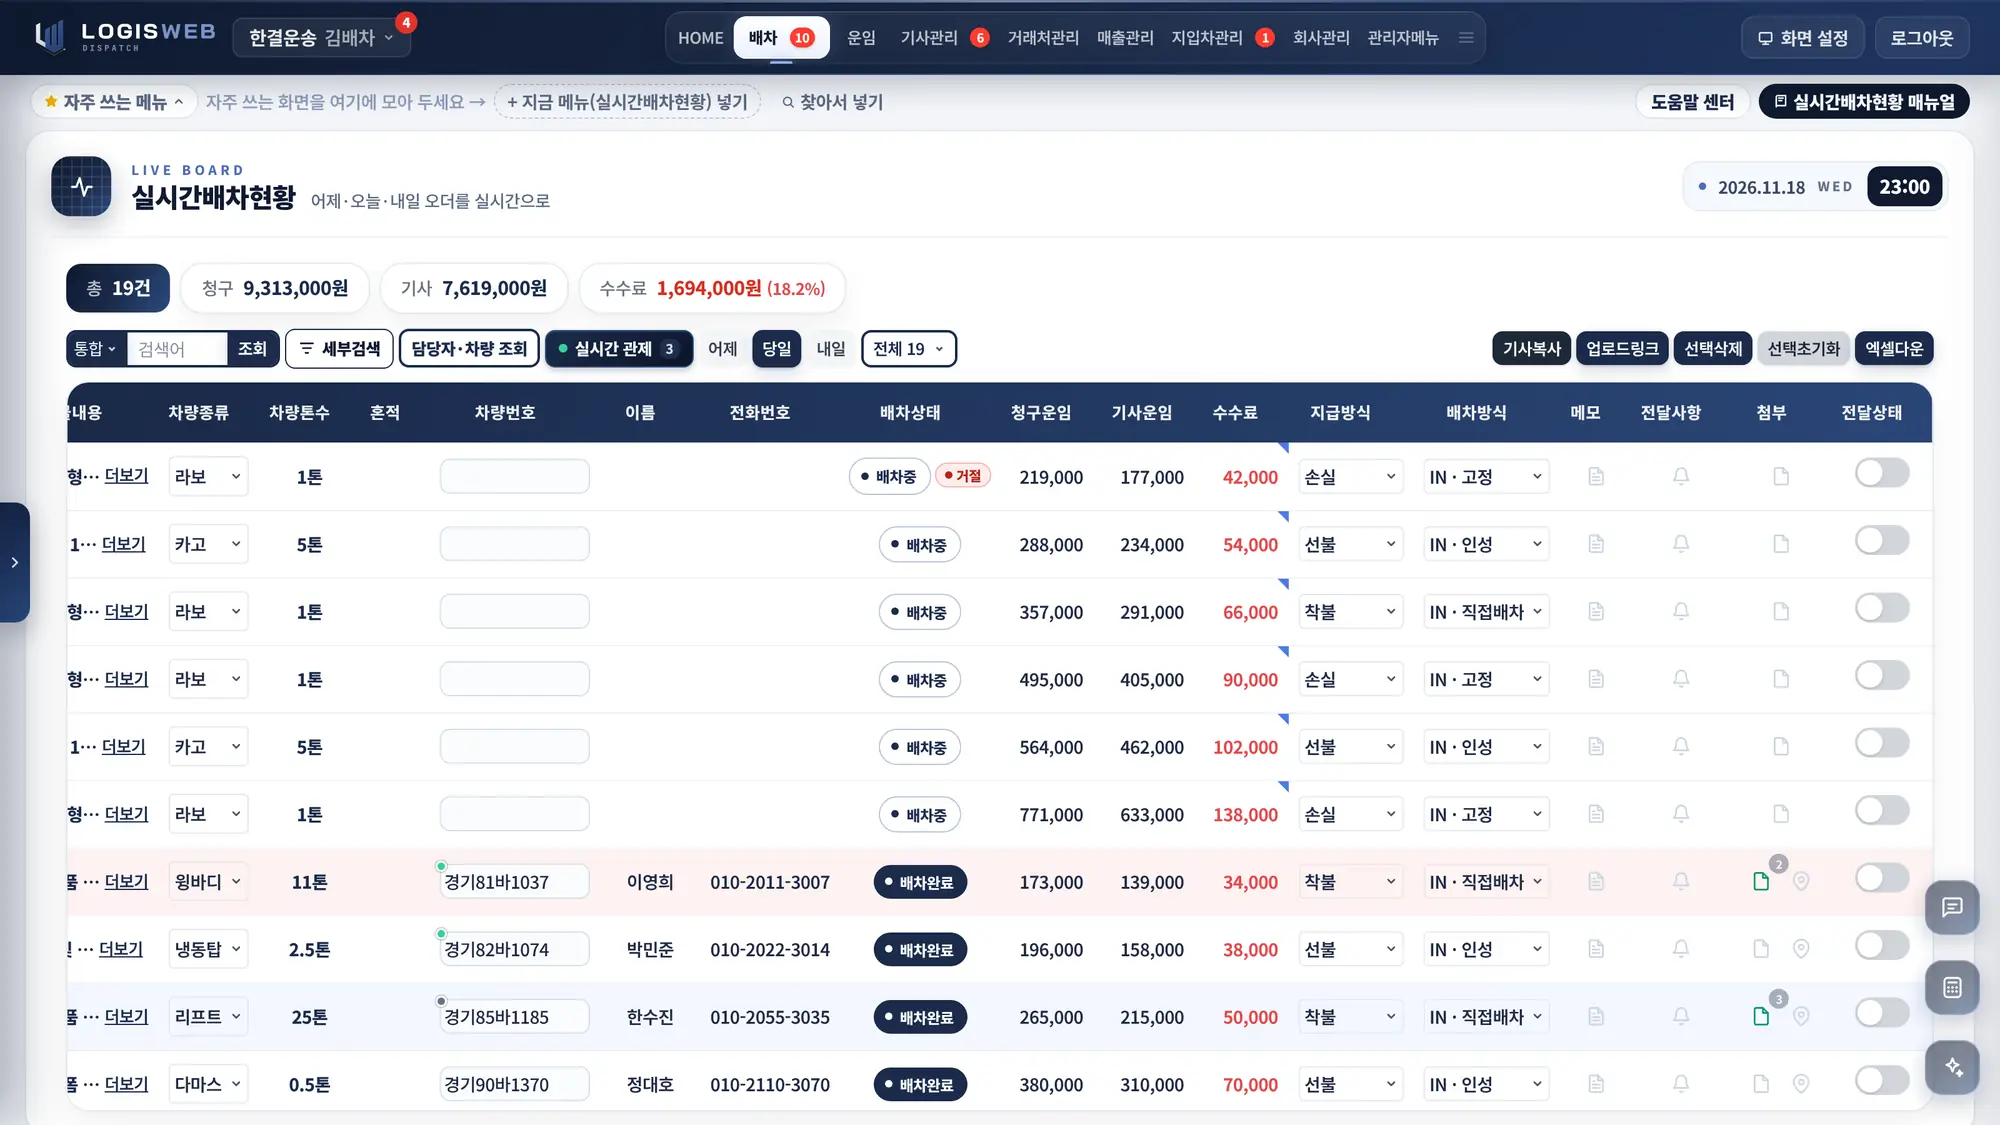 LOGISWEB
DISPATCH
한결운송 김배차
4
HOME 배차 10 운임 기사관리 6 거래처관리 매출관리 지입차관리 1 회사관리 관리자메뉴
화면 설정
로그아웃
자주 쓰는 메뉴
자주 쓰는 화면을 여기에 모아 두세요 →
+ 지금 메뉴(실시간배차현황) 넣기
찾아서 넣기
도움말 센터
실시간배차현황 매뉴얼
LIVE BOARD
실시간배차현황 어제·오늘·내일 오더를 실시간으로
2026.11.18 WED 23:00
총 19건 청구 9,313,000원 기사 7,619,000원 수수료 1,694,000원 (18.2%)
통합 검색어 조회 세부검색 담당자·차량 조회 실시간 관제 3 어제 당일 내일 전체 19
기사복사 업로드링크 선택삭제 선택초기화 엑셀다운
내용 차량종류 차량톤수 혼적 차량번호 이름 전화번호 배차상태 청구운임 기사운임 수수료 지급방식 배차방식 메모 전달사항 첨부 전달상태
형··· 더보기 라보 1톤 배차중 거절 219,000 177,000 42,000 손실 IN · 고정
1··· 더보기 카고 5톤 배차중 288,000 234,000 54,000 선불 IN · 인성
형··· 더보기 라보 1톤 배차중 357,000 291,000 66,000 착불 IN · 직접배차
형··· 더보기 라보 1톤 배차중 495,000 405,000 90,000 손실 IN · 고정
1··· 더보기 카고 5톤 배차중 564,000 462,000 102,000 선불 IN · 인성
형··· 더보기 라보 1톤 배차중 771,000 633,000 138,000 손실 IN · 고정
품 ··· 더보기 윙바디 11톤 경기81바1037 이영희 010-2011-3007 배차완료 173,000 139,000 34,000 착불 IN · 직접배차 2
··· 더보기 냉동탑 2.5톤 경기82바1074 박민준 010-2022-3014 배차완료 196,000 158,000 38,000 선불 IN · 인성
품 ··· 더보기 리프트 25톤 경기85바1185 한수진 010-2055-3035 배차완료 265,000 215,000 50,000 착불 IN · 직접배차 3
품 ··· 더보기 다마스 0.5톤 경기90바1370 정대호 010-2110-3070 배차완료 380,000 310,000 70,000 선불 IN · 인성